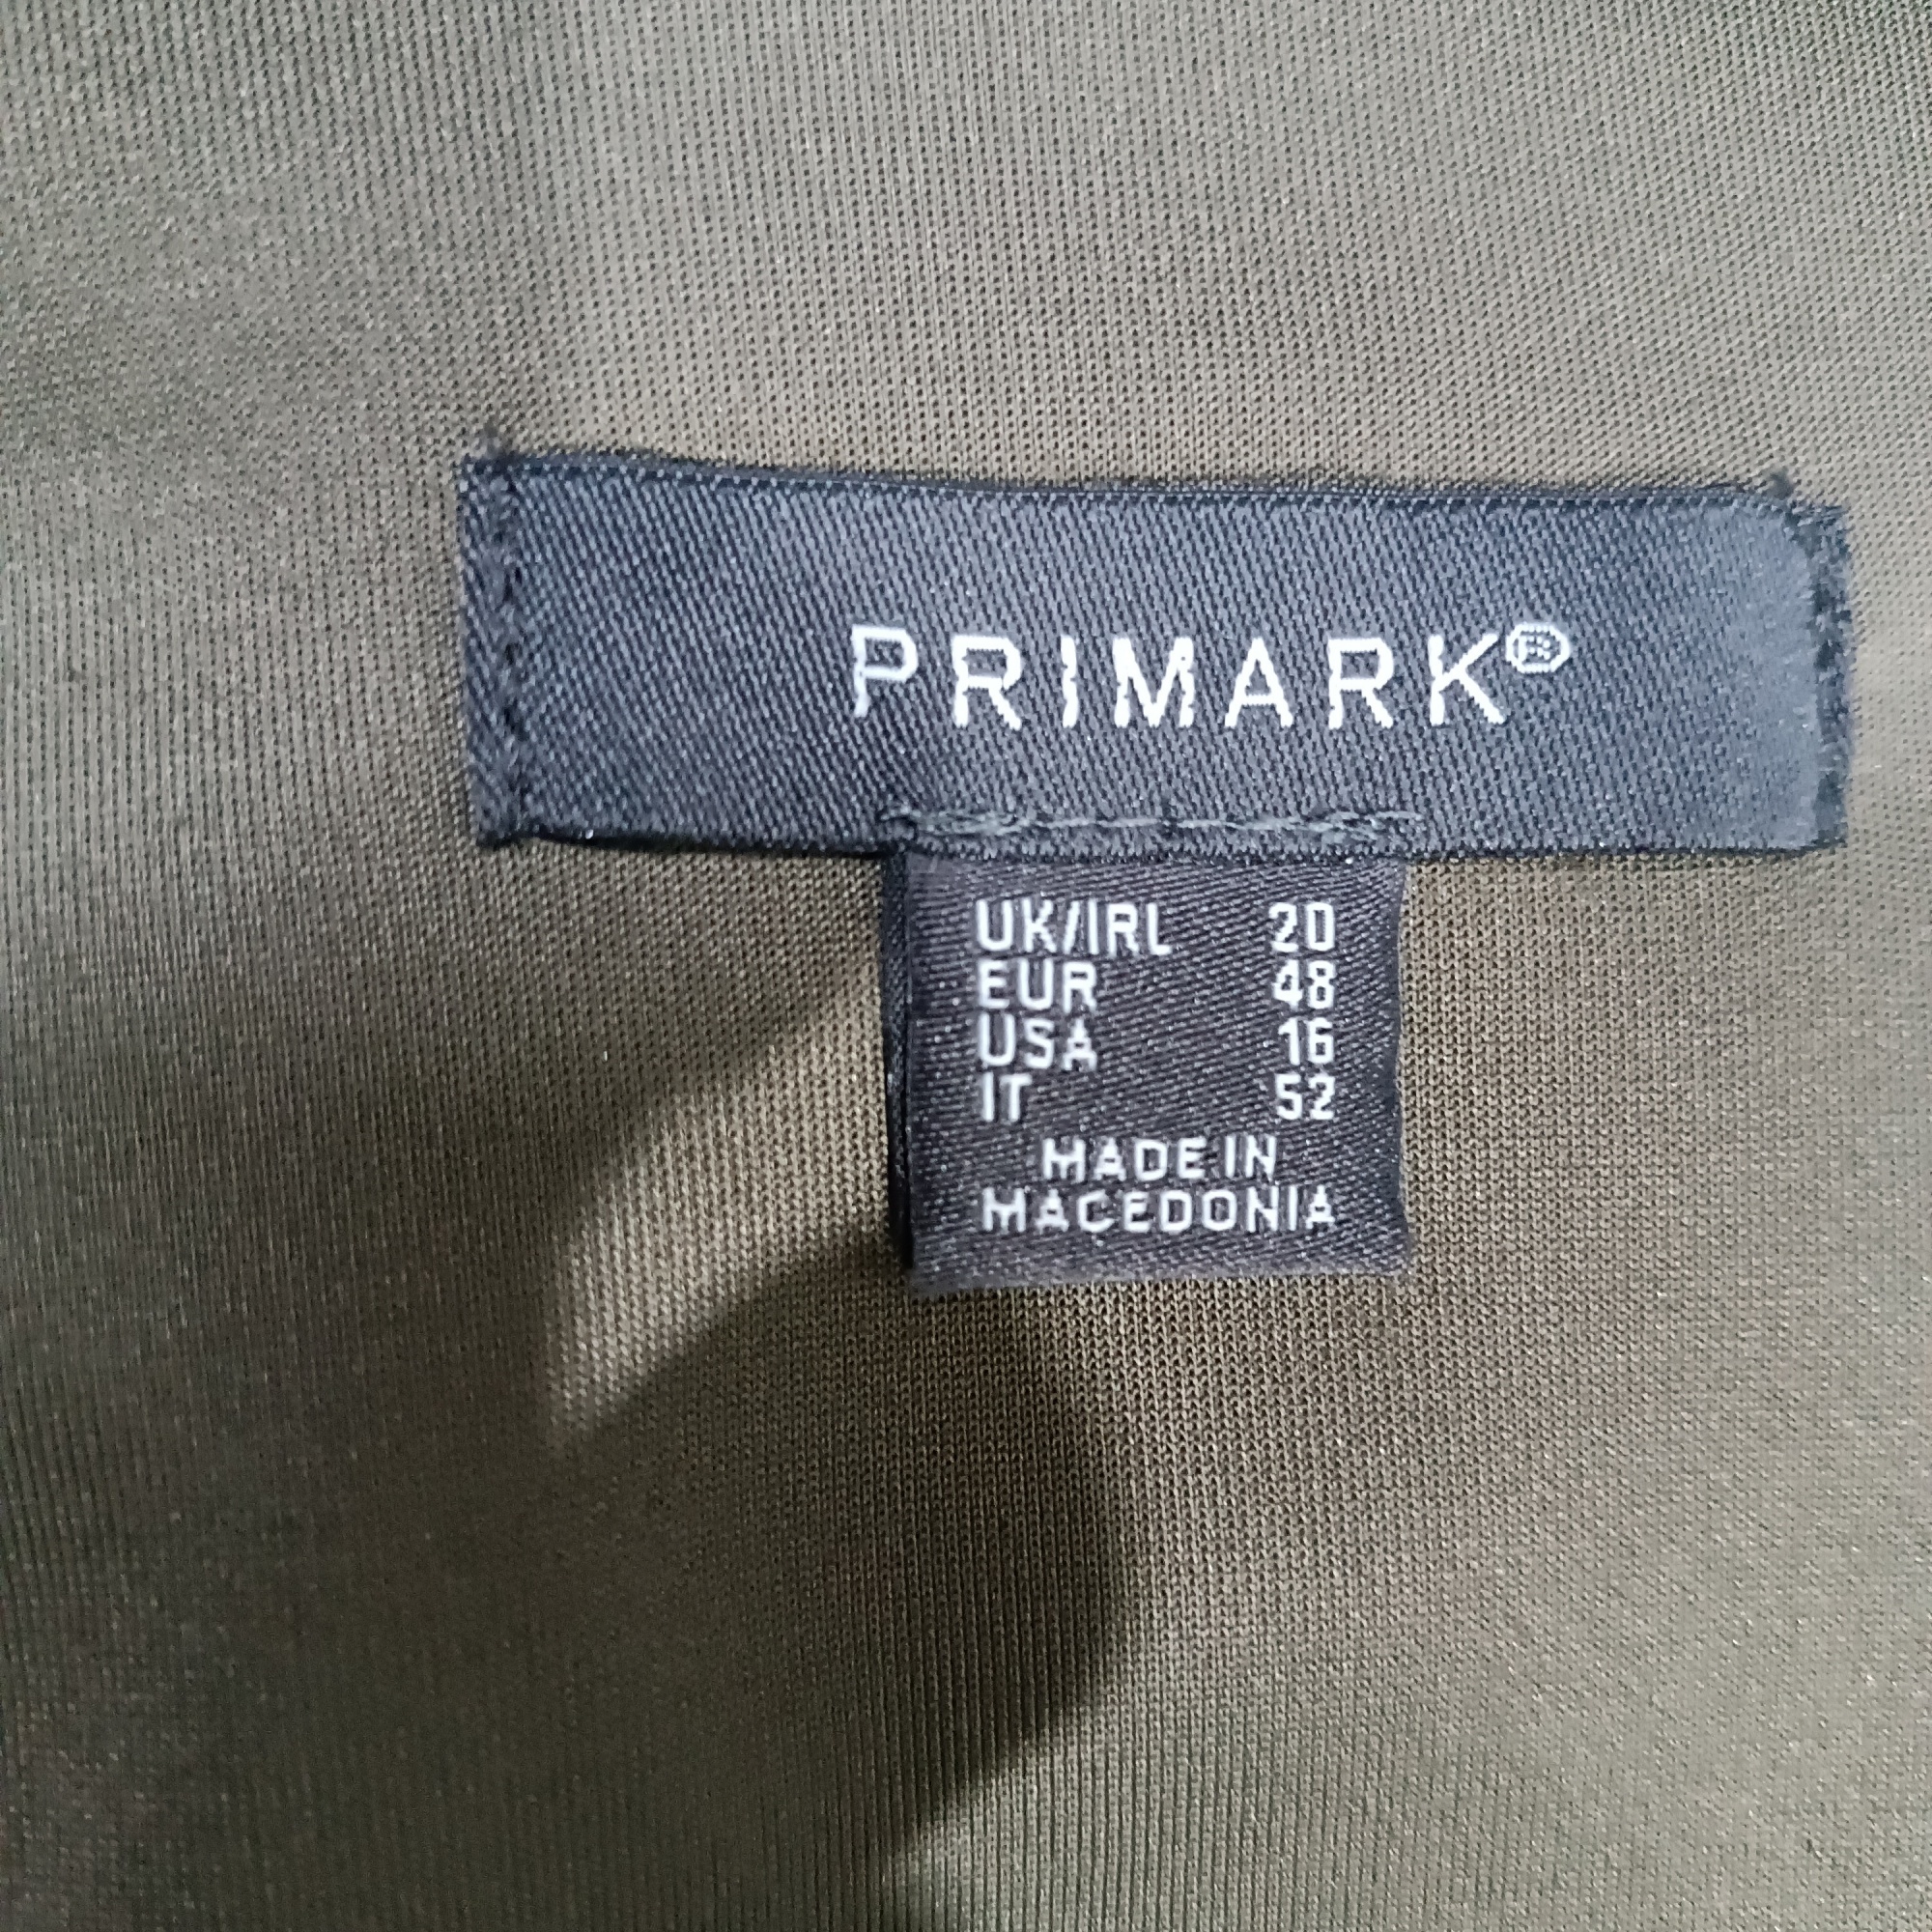 PRIMARK®
UK/IRL 20
EUR 48
USA 16
IT 52
MADE IN
MACEDONIA